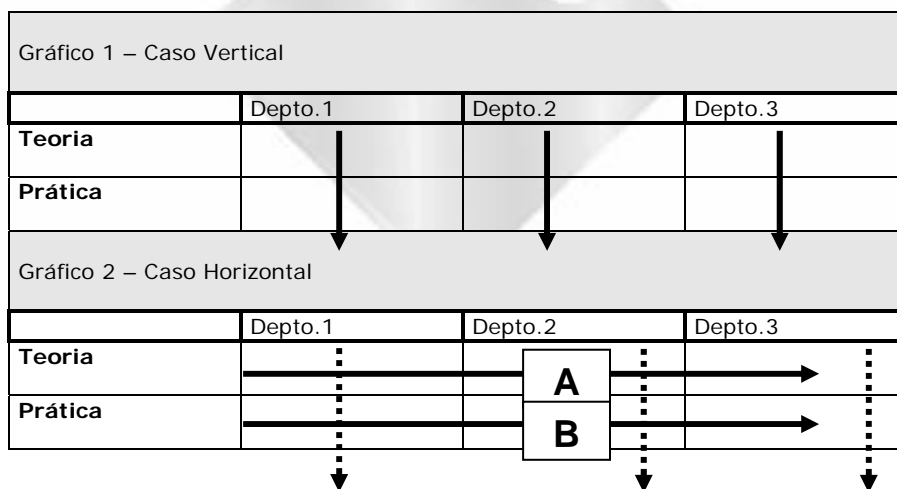 Gráfico 1 – Caso Vertical
Depto.1 Depto.2 Depto.3
Teoria
Prática
Gráfico 2 – Caso Horizontal
Depto.1 Depto.2 Depto.3
Teoria
A
Prática
B